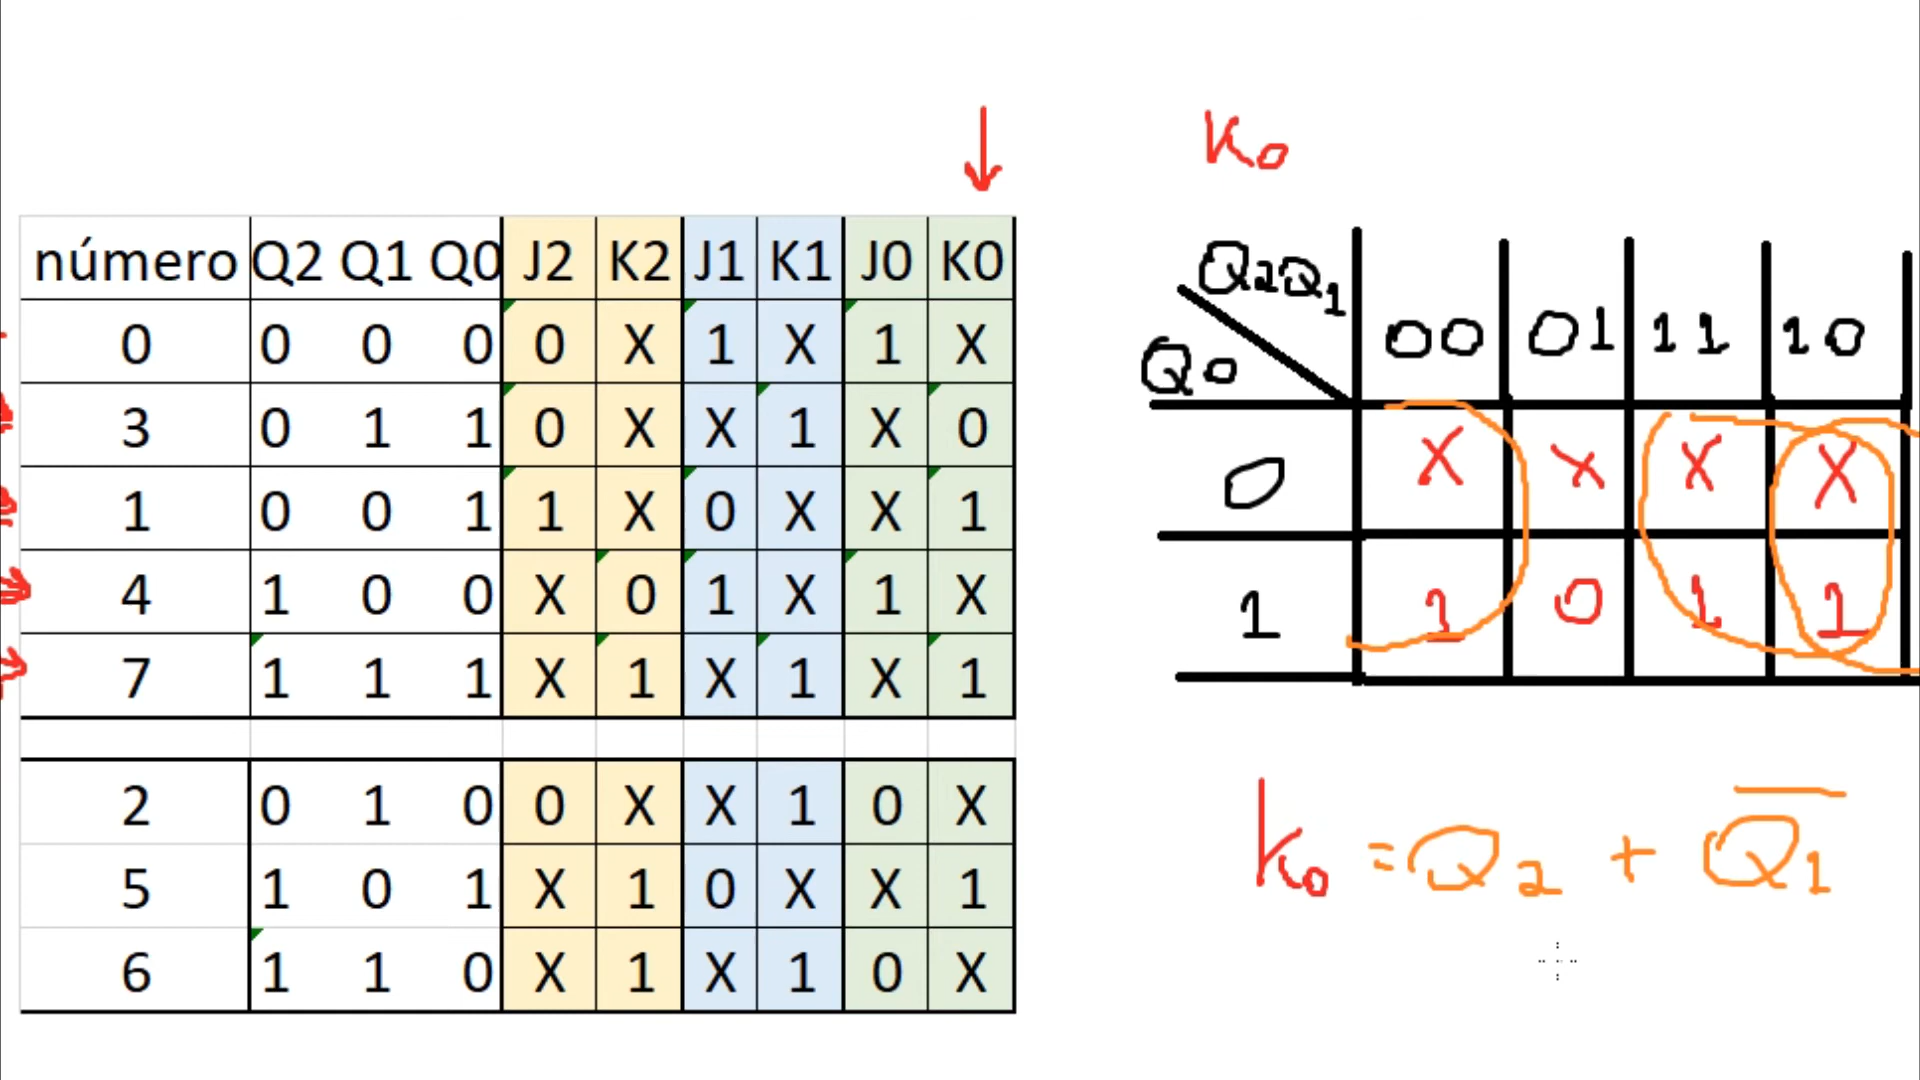 número Q2 Q1 Q0 J2 K2 J1 K1 J0 K0
0 0 0 0 0 X 1 X 1 X
3 0 1 1 0 X X 1 X 0
1 0 0 1 1 X 0 X X 1
4 1 0 0 X 0 1 X 1 X
7 1 1 1 X 1 X 1 X 1
2 0 1 0 0 X X 1 0 X
5 1 0 1 X 1 0 X X 1
6 1 1 0 X 1 X 1 0 X
K0
Q2Q1
Q0
00 01 11 10
0 X X X X
1 1 0 1 1
K0 = Q2 + Q̅1̅